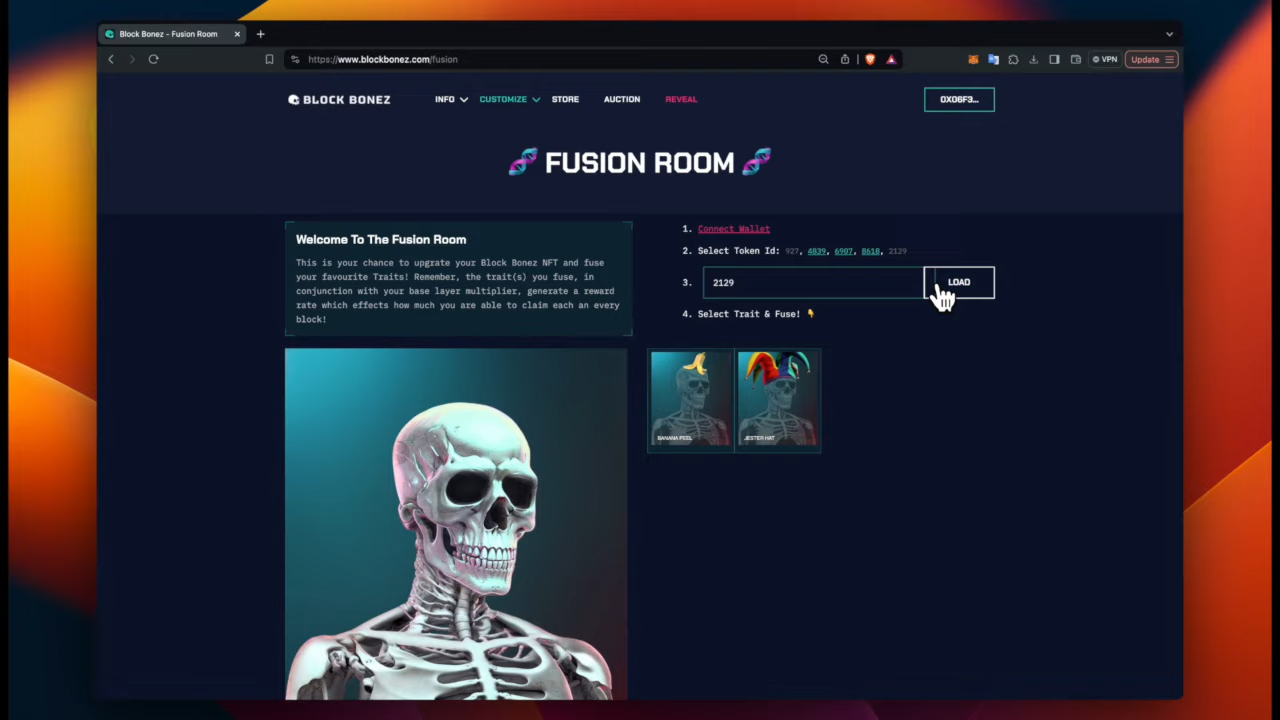 Block Bonez - Fusion Room
https://www.blockbonez.com/fusion
VPN
Update
BLOCK BONEZ
INFO
CUSTOMIZE
STORE
AUCTION
REVEAL
0X06F3...
FUSION ROOM
Welcome To The Fusion Room
This is your chance to upgrate your Block Bonez NFT and fuse
your favourite Traits! Remember, the trait(s) you fuse, in
conjunction with your base layer multiplier, generate a reward
rate which effects how much you are able to claim each an every
block!
1. Connect Wallet
2. Select Token Id: 927, 4839, 6907, 8618, 2129
3. 2129 LOAD
4. Select Trait & Fuse! 👇
BANANA PEEL
JESTER HAT